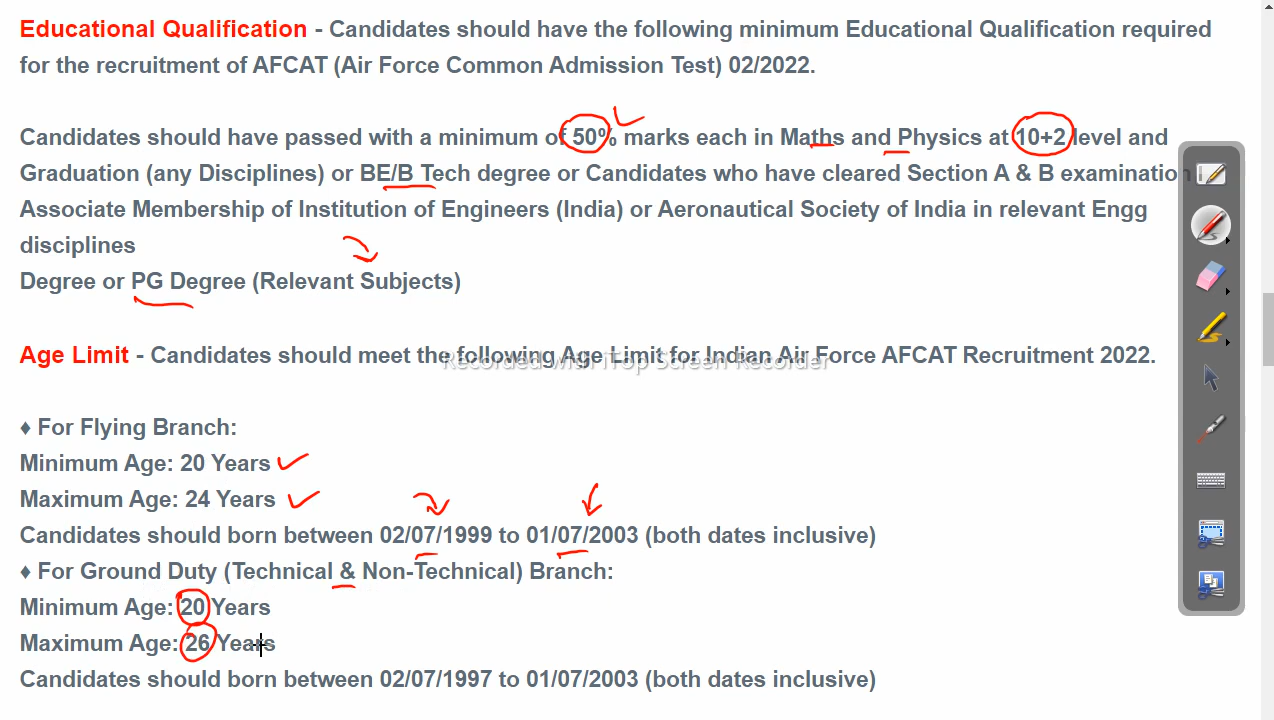 Educational Qualification - Candidates should have the following minimum Educational Qualification required
for the recruitment of AFCAT (Air Force Common Admission Test) 02/2022.
Candidates should have passed with a minimum of 50% marks each in Maths and Physics at 10+2 level and
Graduation (any Disciplines) or BE/B Tech degree or Candidates who have cleared Section A & B examination
Associate Membership of Institution of Engineers (India) or Aeronautical Society of India in relevant Engg
disciplines
Degree or PG Degree (Relevant Subjects)
Age Limit - Candidates should meet the following Age Limit for Indian Air Force AFCAT Recruitment 2022.
Recorded with iTop Screen Recorder
♦ For Flying Branch:
Minimum Age: 20 Years
Maximum Age: 24 Years
Candidates should born between 02/07/1999 to 01/07/2003 (both dates inclusive)
♦ For Ground Duty (Technical & Non-Technical) Branch:
Minimum Age: 20 Years
Maximum Age: 26 Years
Candidates should born between 02/07/1997 to 01/07/2003 (both dates inclusive)